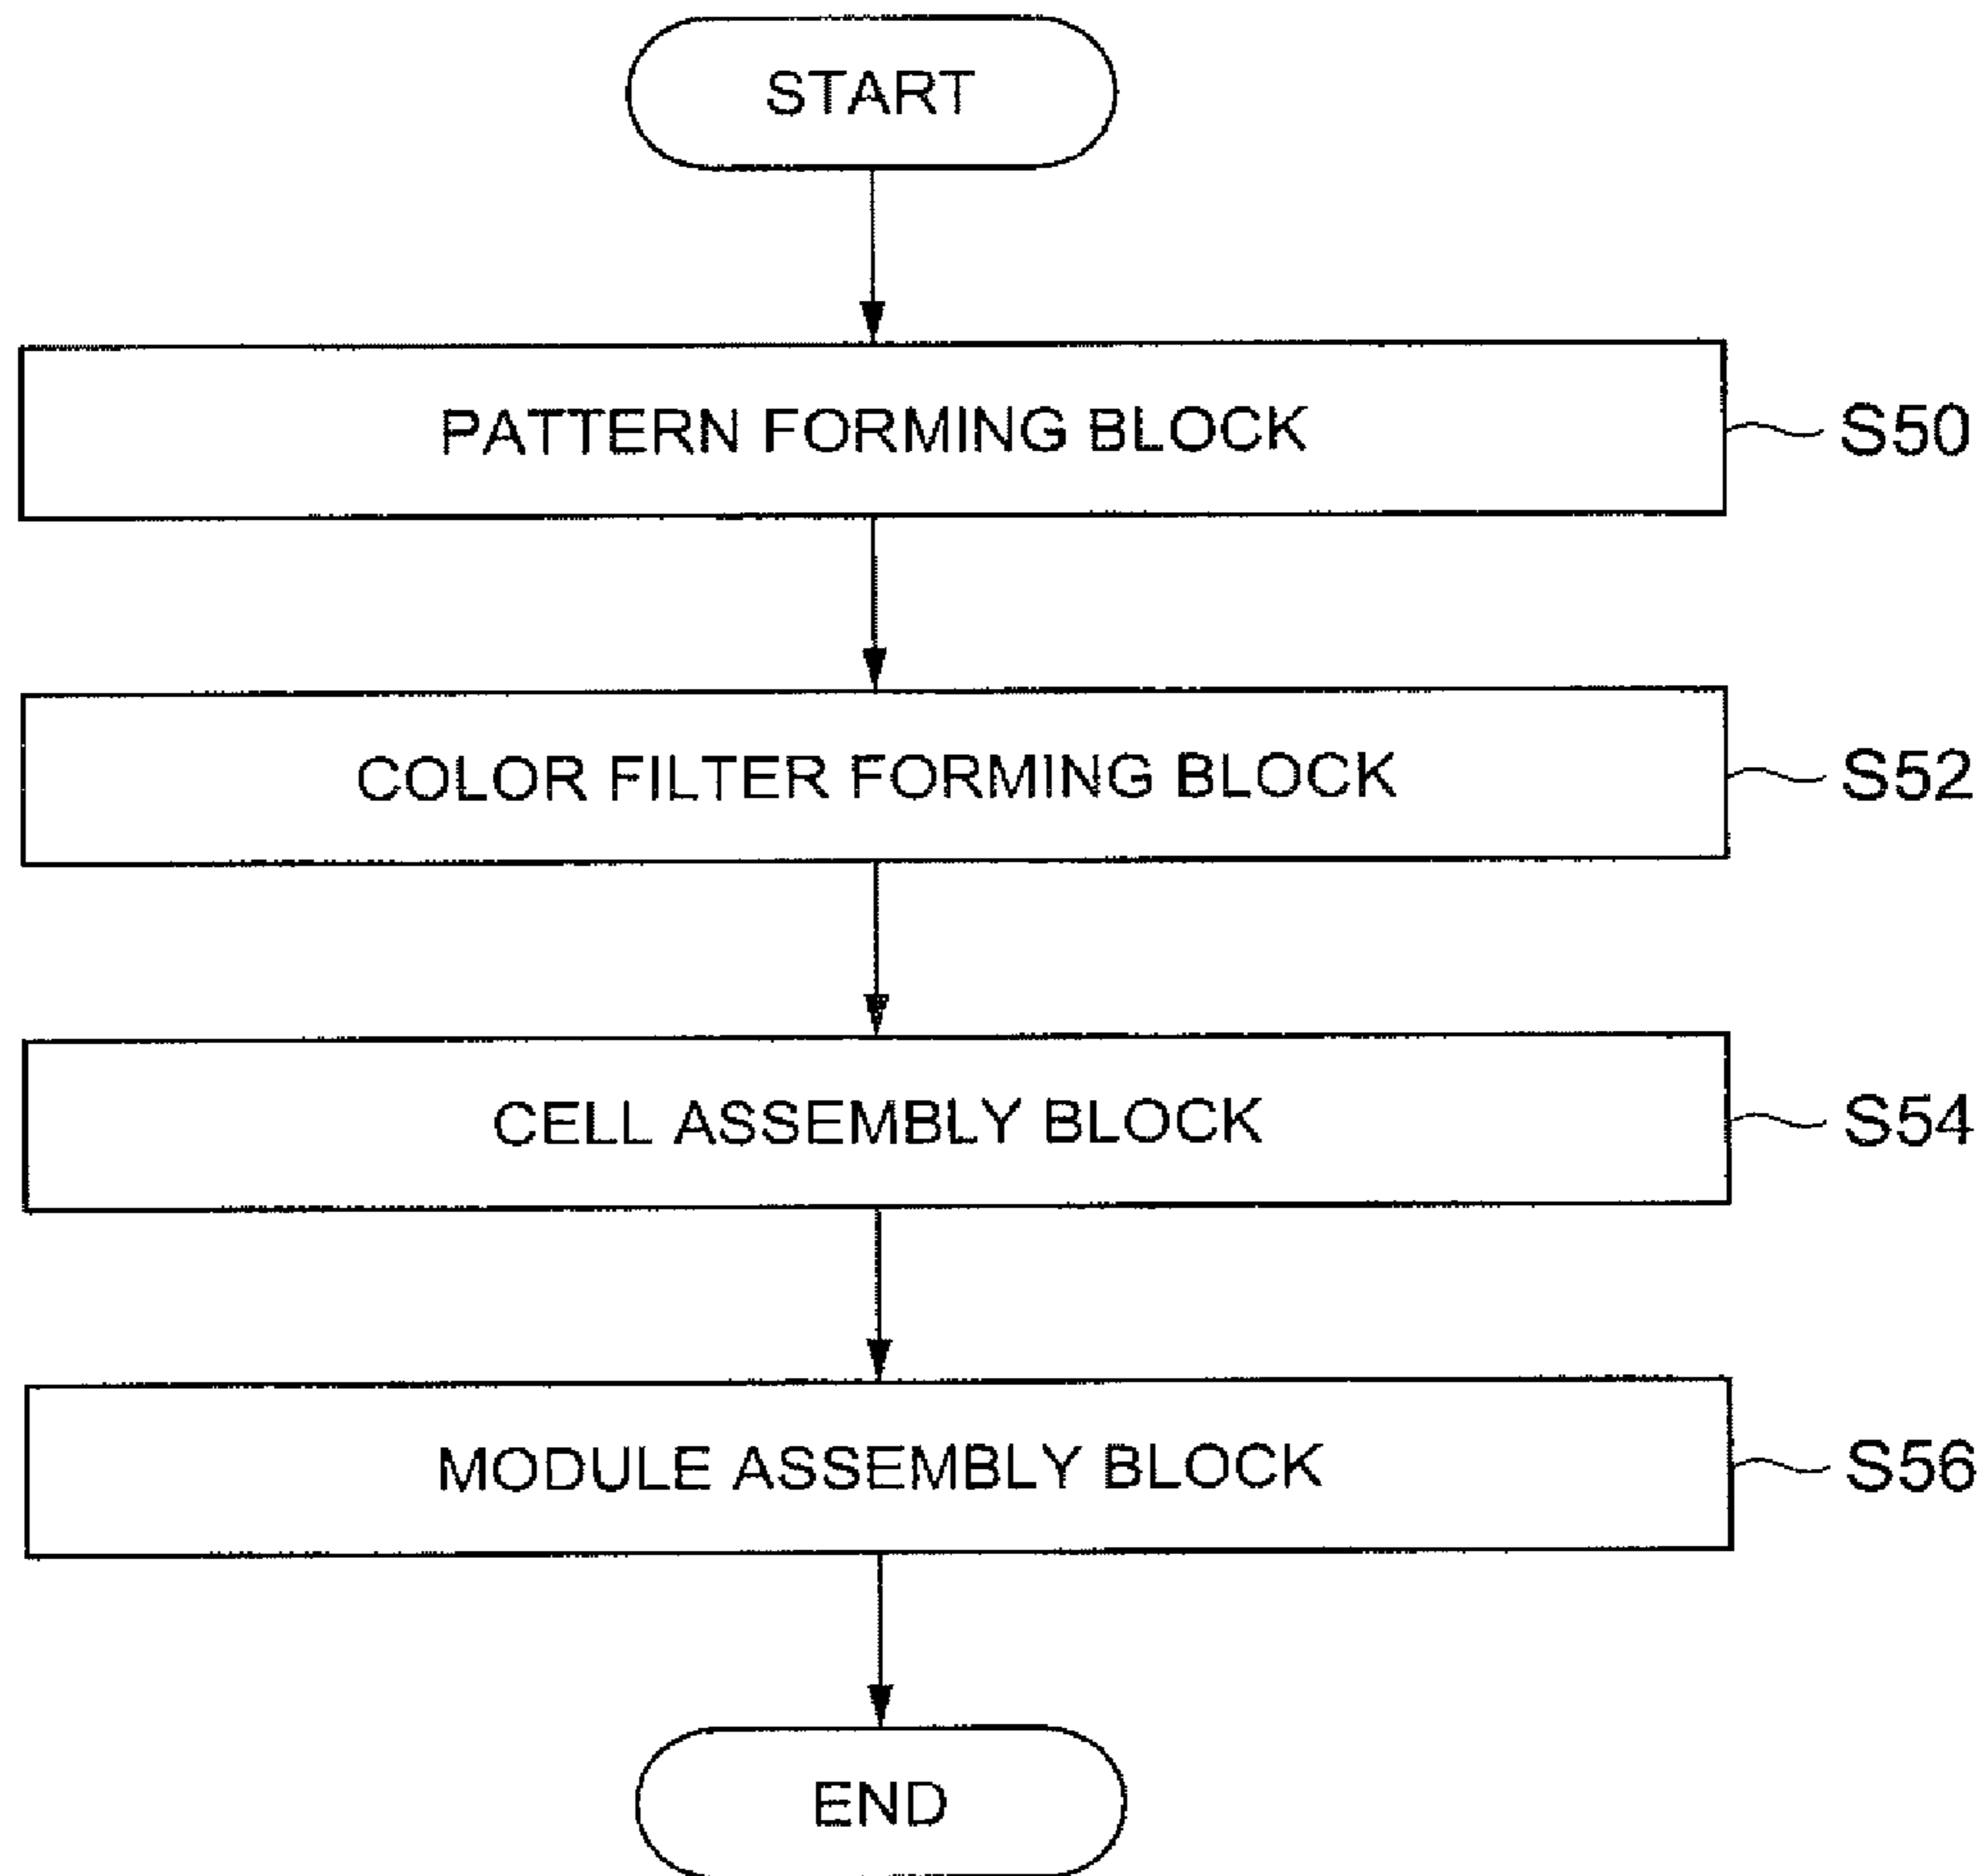 START
PATTERN FORMING BLOCK
S50
COLOR FILTER FORMING BLOCK
S52
CELL ASSEMBLY BLOCK
S54
MODULE ASSEMBLY BLOCK
S56
END